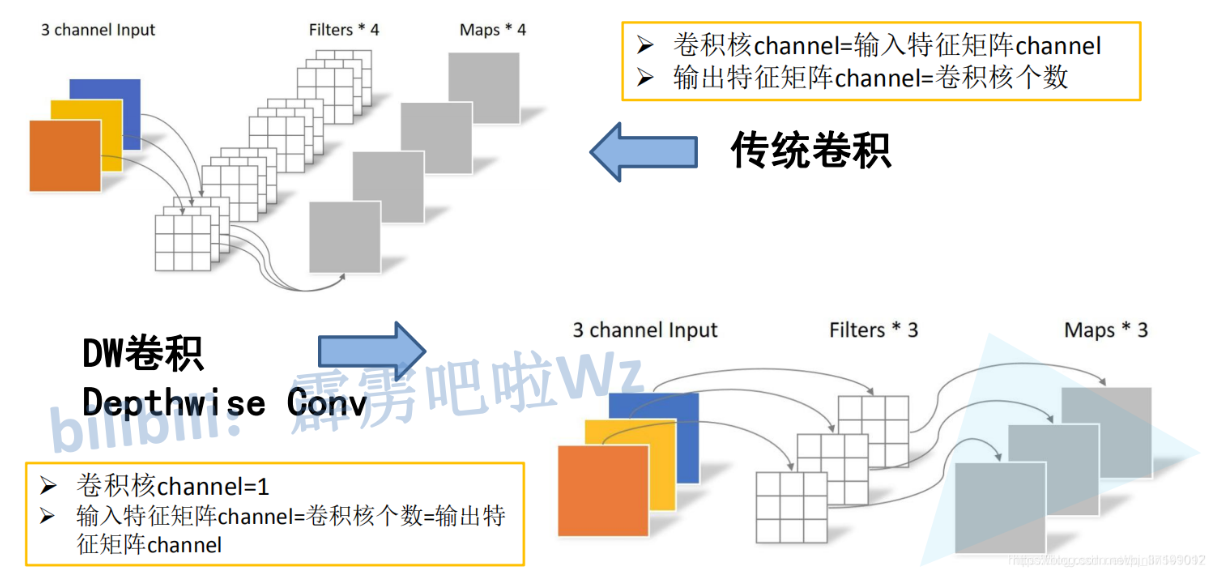 3 channel Input
Filters * 4
Maps * 4
➢ 卷积核channel=输入特征矩阵channel
➢ 输出特征矩阵channel=卷积核个数
传统卷积
DW卷积
Depthwise Conv
bilibili：霹雳吧啦Wz
3 channel Input
Filters * 3
Maps * 3
➢ 卷积核channel=1
➢ 输入特征矩阵channel=卷积核个数=输出特
征矩阵channel